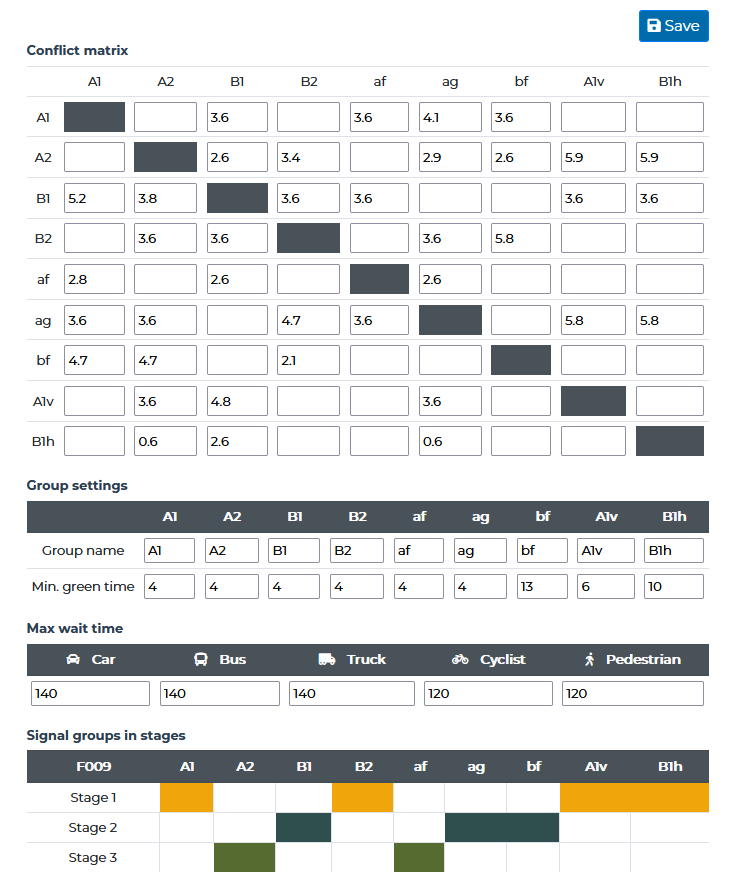 Save
Conflict matrix
A1 A2 B1 B2 af ag bf A1v B1h
A1 3.6 3.6 4.1 3.6
A2 2.6 3.4 2.9 2.6 5.9 5.9
B1 5.2 3.8 3.6 3.6 3.6 3.6
B2 3.6 3.6 3.6 5.8
af 2.8 2.6 2.6
ag 3.6 3.6 4.7 3.6 5.8 5.8
bf 4.7 4.7 2.1
A1v 3.6 4.8 3.6
B1h 0.6 2.6 0.6
Group settings
A1 A2 B1 B2 af ag bf A1v B1h
Group name A1 A2 B1 B2 af ag bf A1v B1h
Min. green time 4 4 4 4 4 4 13 6 10
Max wait time
Car Bus Truck Cyclist Pedestrian
140 140 140 120 120
Signal groups in stages
F009 A1 A2 B1 B2 af ag bf A1v B1h
Stage 1
Stage 2
Stage 3